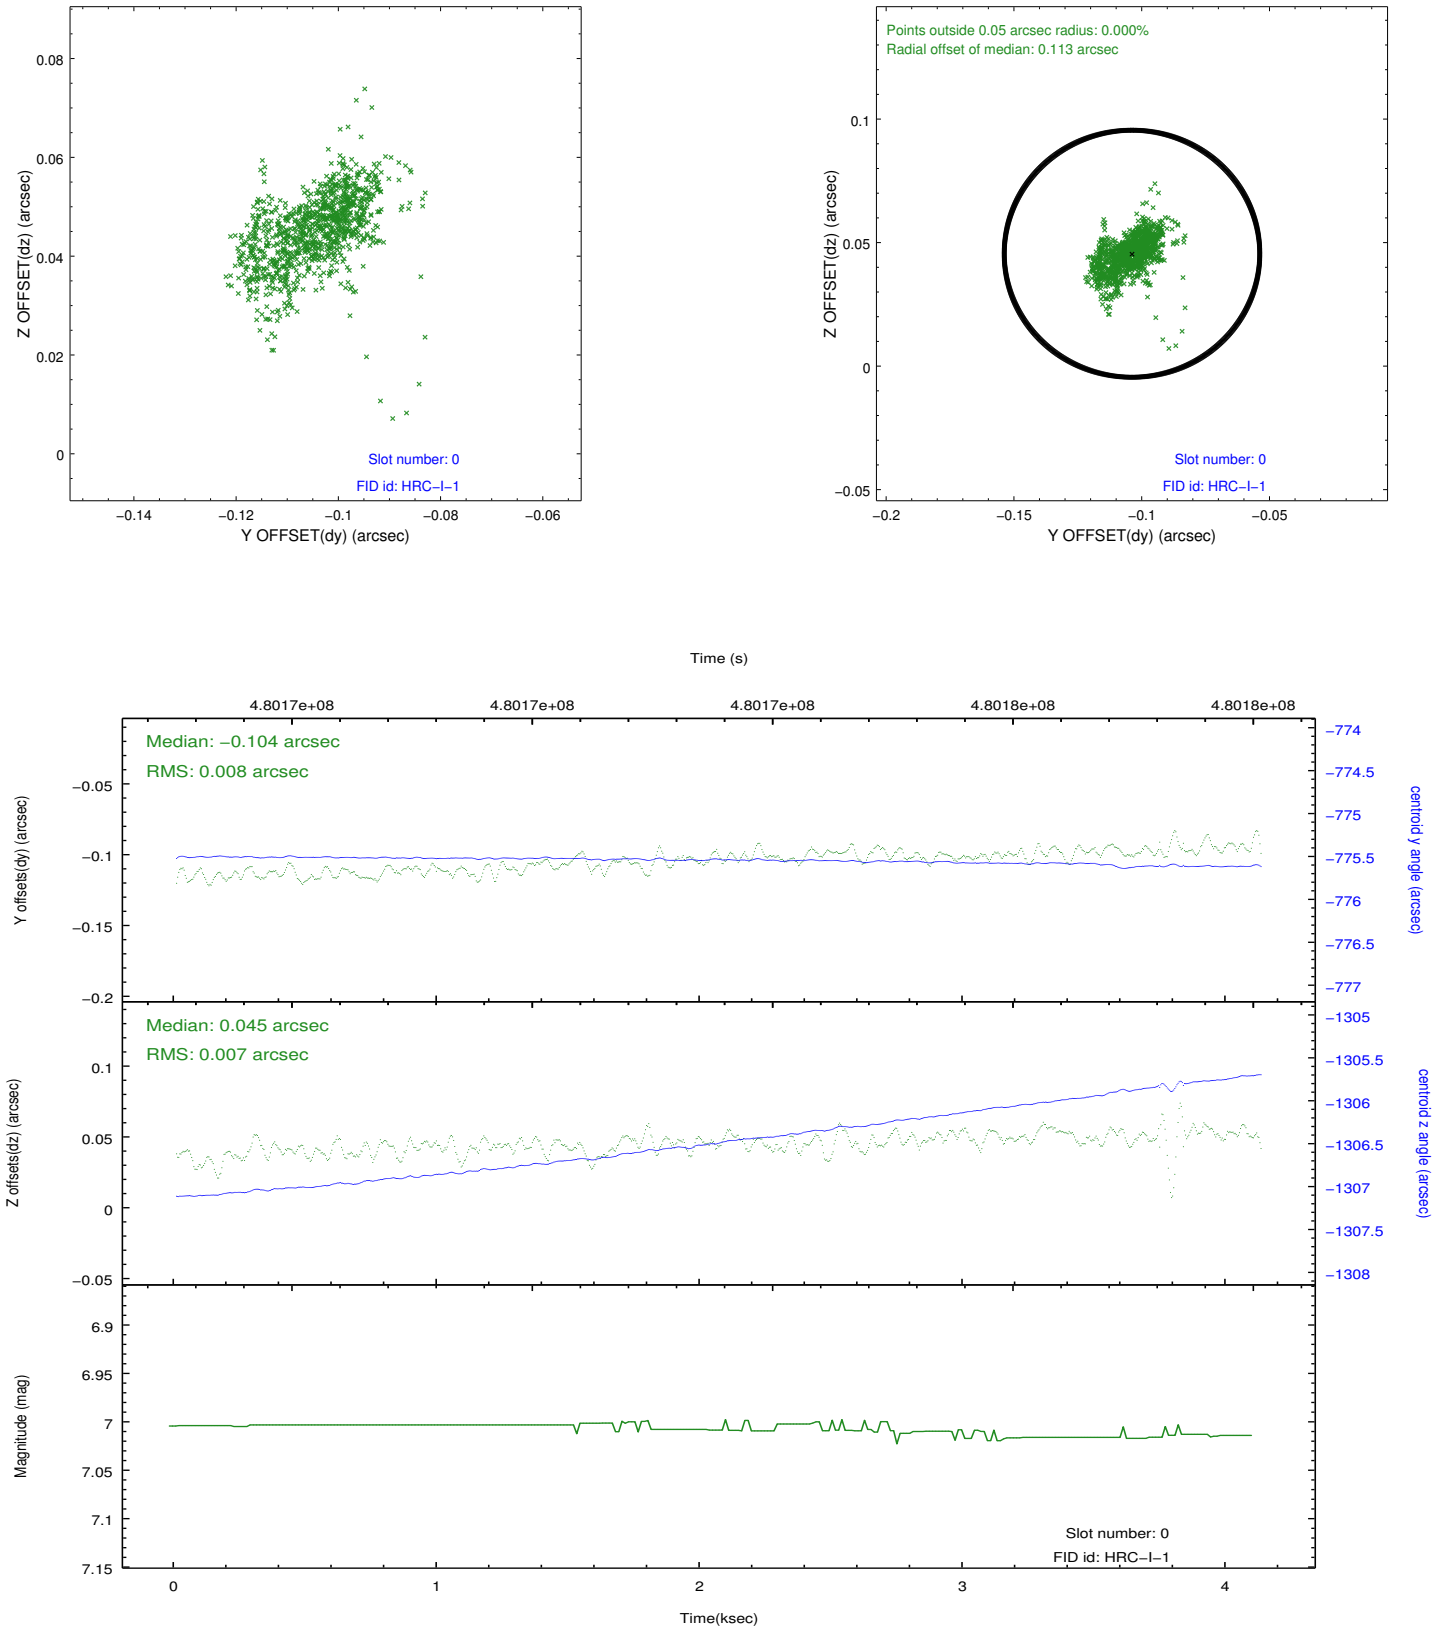 0.08
0.06
0.04
0.02
0
Z OFFSET(dz) (arcsec)
Slot number: 0
FID id: HRC−I−1
−0.14 −0.12 −0.1 −0.08 −0.06
Y OFFSET(dy) (arcsec)
Points outside 0.05 arcsec radius: 0.000%
Radial offset of median: 0.113 arcsec
0.1
0.05
0
−0.05
Z OFFSET(dz) (arcsec)
Slot number: 0
FID id: HRC−I−1
−0.2 −0.15 −0.1 −0.05
Y OFFSET(dy) (arcsec)
Time (s)
4.8017e+08 4.8017e+08 4.8017e+08 4.8018e+08 4.8018e+08
Median: −0.104 arcsec
RMS: 0.008 arcsec
−0.05
−0.1
−0.15
−0.2
Y offsets(dy) (arcsec)
−774
−774.5
−775
−775.5
−776
−776.5
−777
centroid y angle (arcsec)
Median: 0.045 arcsec
RMS: 0.007 arcsec
0.1
0.05
0
−0.05
Z offsets(dz) (arcsec)
−1305
−1305.5
−1306
−1306.5
−1307
−1307.5
−1308
centroid z angle (arcsec)
6.9
6.95
7
7.05
7.1
7.15
Magnitude (mag)
Slot number: 0
FID id: HRC−I−1
0 1 2 3 4
Time(ksec)